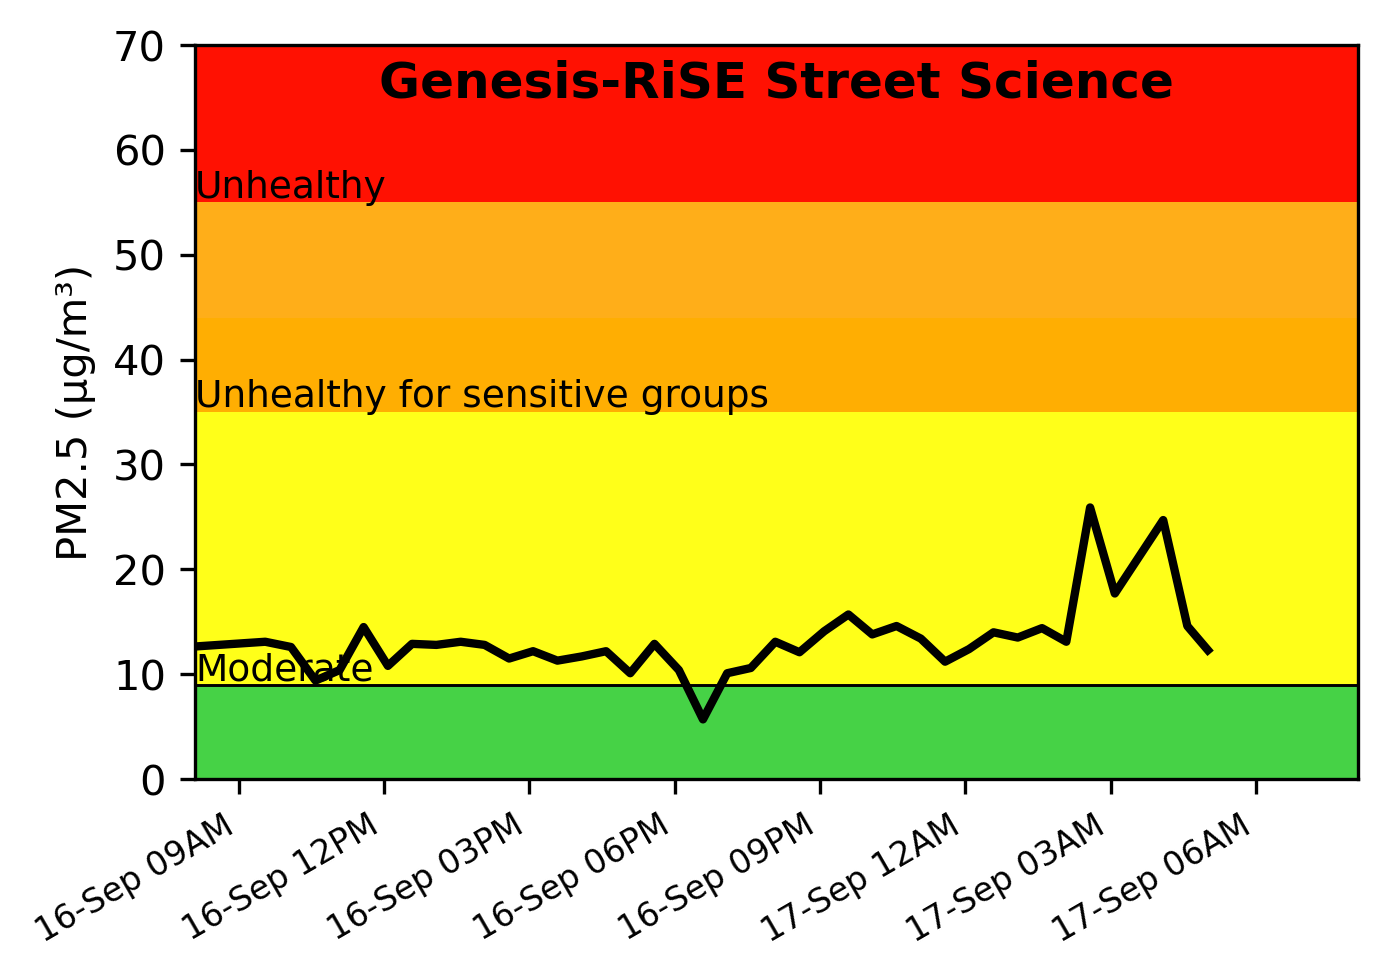 Genesis-RiSE Street Science
PM2.5 (µg/m³)
70
60
50
40
30
20
10
0
Unhealthy
Unhealthy for sensitive groups
Moderate
16-Sep 09AM
16-Sep 12PM
16-Sep 03PM
16-Sep 06PM
16-Sep 09PM
17-Sep 12AM
17-Sep 03AM
17-Sep 06AM